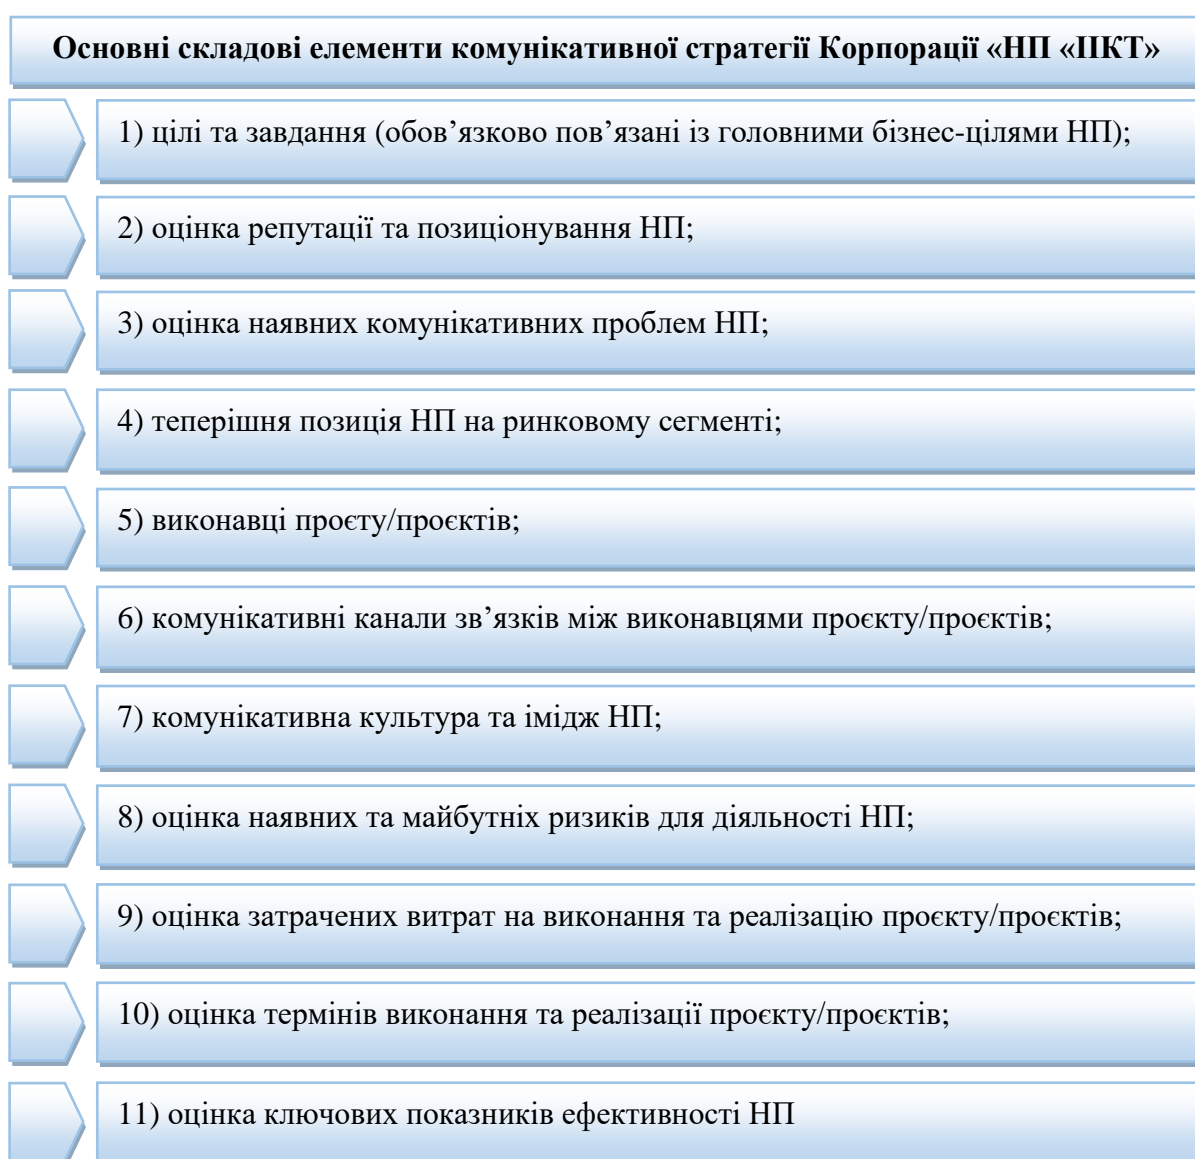 Основні складові елементи комунікативної стратегії Корпорації «НП «ІІКТ»
1) цілі та завдання (обов’язково пов’язані із головними бізнес-цілями НП);
2) оцінка репутації та позиціонування НП;
3) оцінка наявних комунікативних проблем НП;
4) теперішня позиція НП на ринковому сегменті;
5) виконавці проєту/проєктів;
6) комунікативні канали зв’язків між виконавцями проєкту/проєктів;
7) комунікативна культура та імідж НП;
8) оцінка наявних та майбутніх ризиків для діяльності НП;
9) оцінка затрачених витрат на виконання та реалізацію проєкту/проєктів;
10) оцінка термінів виконання та реалізації проєкту/проєктів;
11) оцінка ключових показників ефективності НП